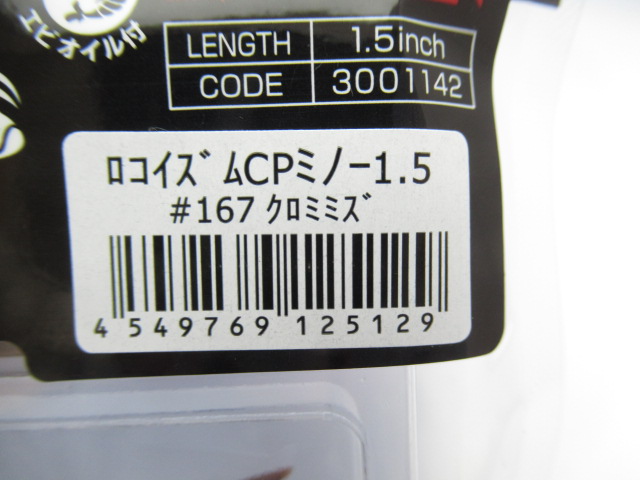 エビオイル付
LENGTH 1.5inch
CODE 3001142
ﾛｺｲｽﾞﾑCPﾐﾉｰ1.5
#167 ｸﾛﾐﾐｽﾞ
4 549769 125129